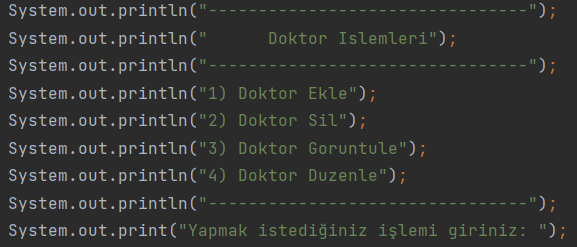 System.out.println("--------------------------------");
System.out.println("      Doktor Islemleri");
System.out.println("--------------------------------");
System.out.println("1) Doktor Ekle");
System.out.println("2) Doktor Sil");
System.out.println("3) Doktor Goruntule");
System.out.println("4) Doktor Duzenle");
System.out.println("--------------------------------");
System.out.print("Yapmak istediğiniz işlemi giriniz: ");